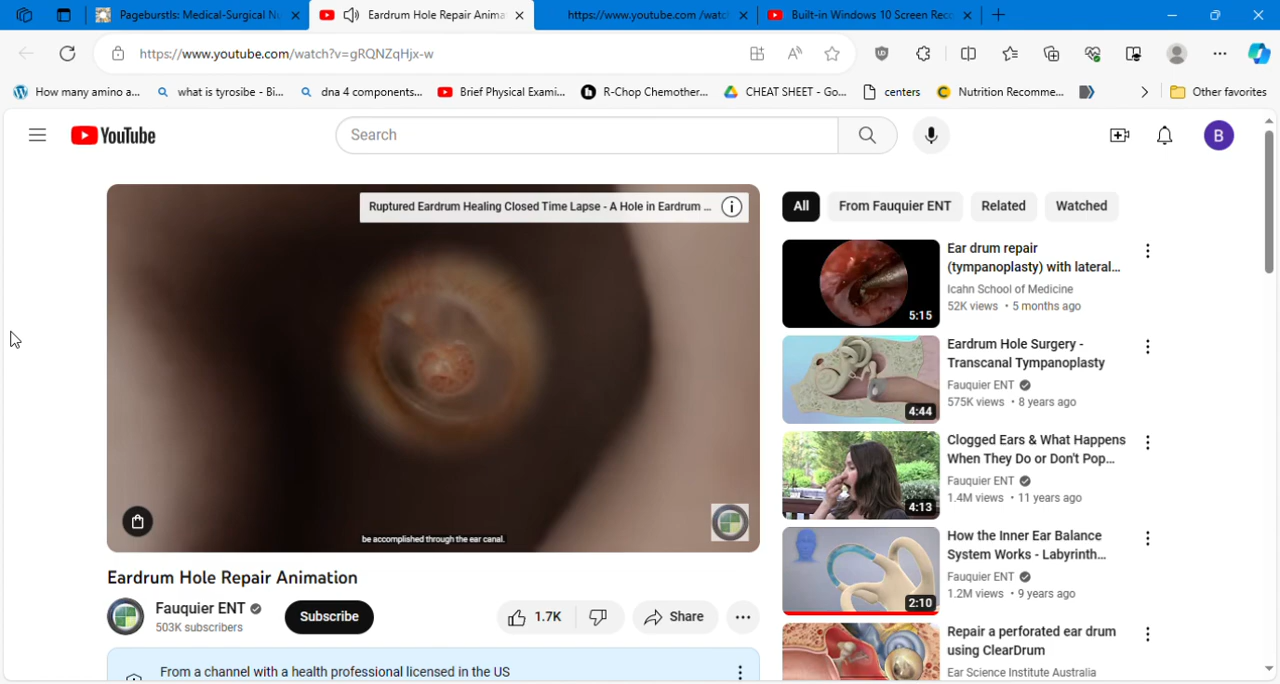 Pageburstls: Medical-Surgical Nu
Eardrum Hole Repair Anima
https://www.youtube.com/watc
Built-in Windows 10 Screen Rec
https://www.youtube.com/watch?v=gRQNZqHjx-w
How many amino a...
what is tyrosibe - Bi...
dna 4 components...
Brief Physical Exami...
R-Chop Chemother...
CHEAT SHEET - Go...
centers
Nutrition Recomme...
Other favorites
YouTube
Search
B
Ruptured Eardrum Healing Closed Time Lapse - A Hole in Eardrum ...
be accomplished through the ear canal.
Eardrum Hole Repair Animation
Fauquier ENT
503K subscribers
Subscribe
1.7K
Share
From a channel with a health professional licensed in the US
All
From Fauquier ENT
Related
Watched
Ear drum repair
(tympanoplasty) with lateral...
Icahn School of Medicine
52K views • 5 months ago
5:15
Eardrum Hole Surgery -
Transcanal Tympanoplasty
Fauquier ENT
575K views • 8 years ago
4:44
Clogged Ears & What Happens
When They Do or Don't Pop...
Fauquier ENT
1.4M views • 11 years ago
4:13
How the Inner Ear Balance
System Works - Labyrinth...
Fauquier ENT
1.2M views • 9 years ago
2:10
Repair a perforated ear drum
using ClearDrum
Ear Science Institute Australia